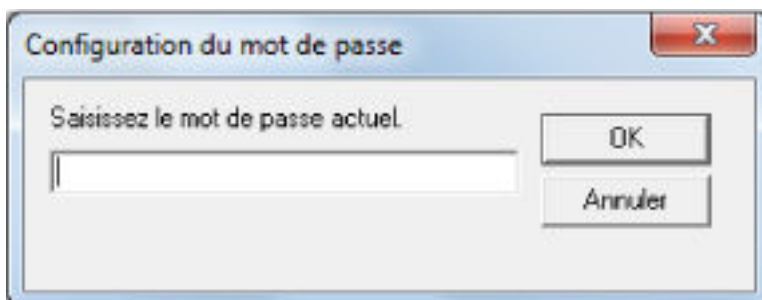 Configuration du mot de passe
Saisissez le mot de passe actuel.
OK
Annuler